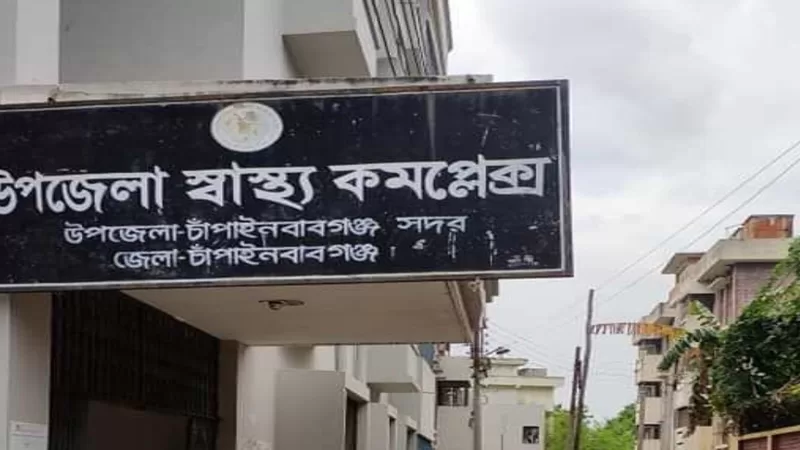 উপজেলা স্বাস্থ্য কমপ্লেক্স
উপজেলা-চাঁপাইনবাবগঞ্জ সদর
জেলা-চাঁপাইনবাবগঞ্জ